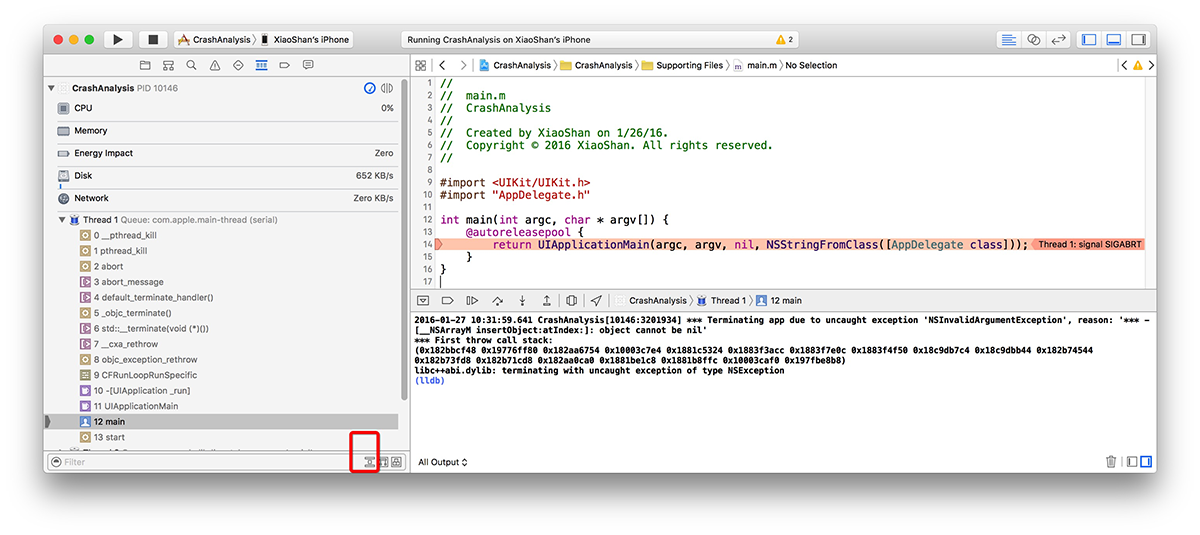 CrashAnalysis XiaoShan's iPhone
Running CrashAnalysis on XiaoShan's iPhone
2
CrashAnalysis PID 10146
CPU 0%
Memory
Energy Impact Zero
Disk 652 KB/s
Network Zero KB/s
Thread 1 Queue: com.apple.main-thread (serial)
0 __pthread_kill
1 pthread_kill
2 abort
3 abort_message
4 default_terminate_handler()
5 _objc_terminate()
6 std::__terminate(void (*)())
7 __cxa_rethrow
8 objc_exception_rethrow
9 CFRunLoopRunSpecific
10 -[UIApplication _run]
11 UIApplicationMain
12 main
13 start
Filter
CrashAnalysis CrashAnalysis Supporting Files main.m No Selection
1 //
2 //  main.m
3 //  CrashAnalysis
4 //
5 //  Created by XiaoShan on 1/26/16.
6 //  Copyright © 2016 XiaoShan. All rights reserved.
7 //
8
9 #import <UIKit/UIKit.h>
10 #import "AppDelegate.h"
11
12 int main(int argc, char * argv[]) {
13     @autoreleasepool {
14         return UIApplicationMain(argc, argv, nil, NSStringFromClass([AppDelegate class])); Thread 1: signal SIGABRT
15     }
16 }
17
CrashAnalysis Thread 1 12 main
2016-01-27 10:31:59.641 CrashAnalysis[10146:3201934] *** Terminating app due to uncaught exception 'NSInvalidArgumentException', reason: '*** -
[__NSArrayM insertObject:atIndex:]: object cannot be nil'
*** First throw call stack:
(0x182bbcf48 0x19776ff80 0x182aa6754 0x10003c7e4 0x1881c5324 0x1883f3acc 0x1883f7e0c 0x1883f4f50 0x18c9db7c4 0x18c9dbb44 0x182b74544
0x182b73fd8 0x182b71cd8 0x182aa0ca0 0x1881be1c8 0x1881b8ffc 0x10003caf0 0x197fbe8b8)
libc++abi.dylib: terminating with uncaught exception of type NSException
(lldb)
All Output